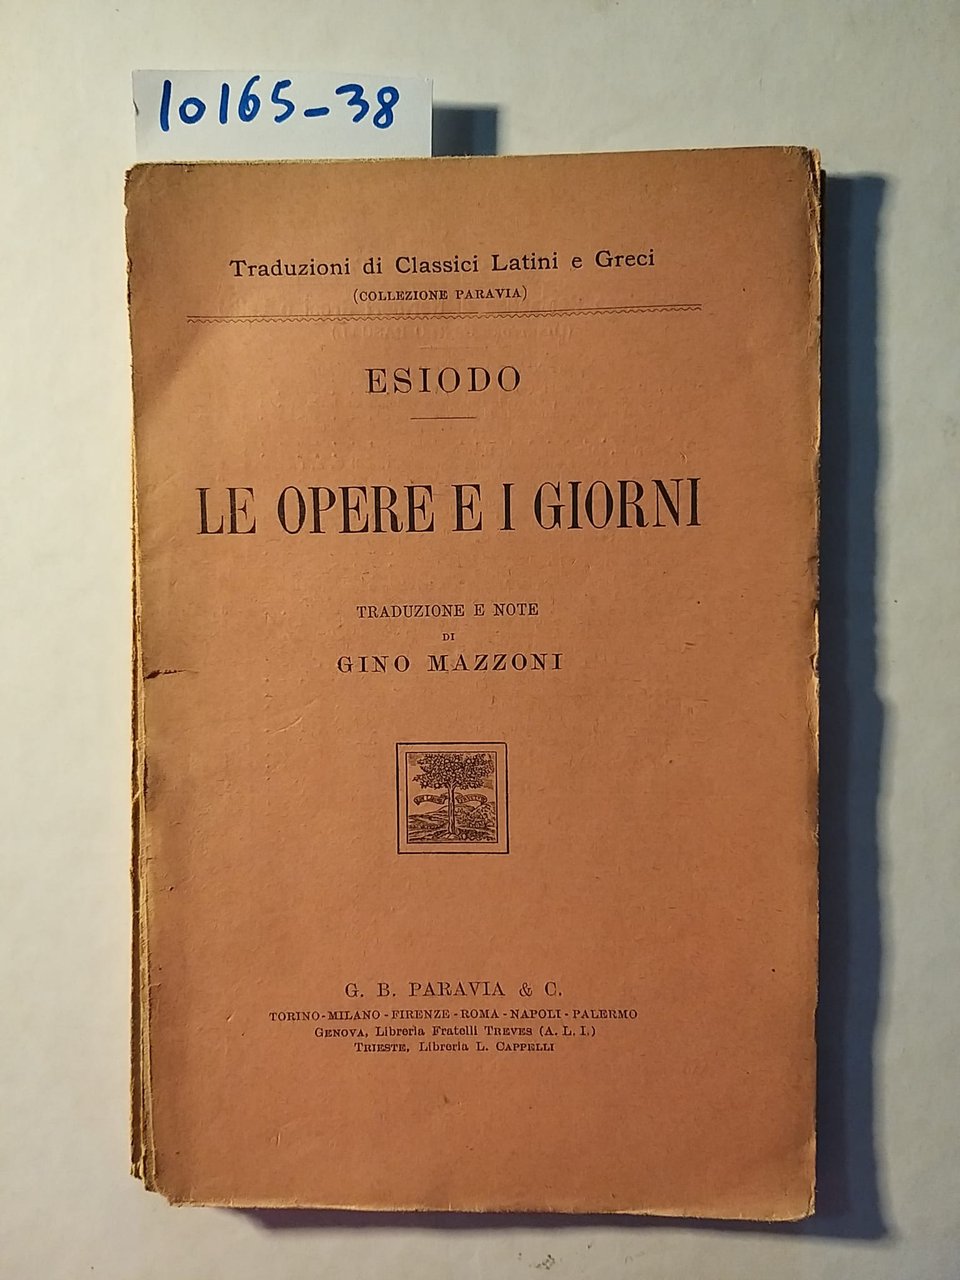 10165-38
Traduzioni di Classici Latini e Greci
(COLLEZIONE PARAVIA)
ESIODO
LE OPERE E I GIORNI
TRADUZIONE E NOTE
DI
GINO MAZZONI
G. B. PARAVIA & C.
TORINO-MILANO-FIRENZE-ROMA-NAPOLI-PALERMO
GENOVA, Libreria Fratelli TREVES (A. L. I.)
TRIESTE, Libreria L. CAPPELLI